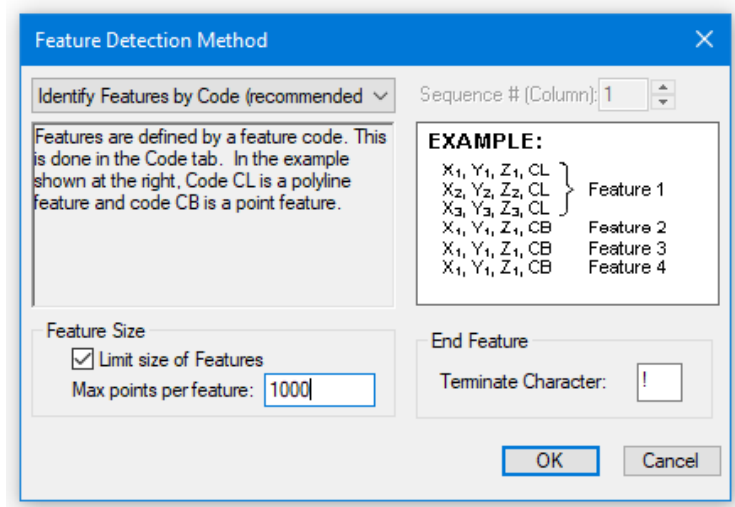 Feature Detection Method
Identify Features by Code (recommended
Sequence # (Column): 1
Features are defined by a feature code. This
is done in the Code tab. In the example
shown at the right, Code CL is a polyline
feature and code CB is a point feature.
EXAMPLE:
X₁, Y₁, Z₁, CL
X₂, Y₂, Z₂, CL Feature 1
X₃, Y₃, Z₃, CL
X₁, Y₁, Z₁, CB Feature 2
X₁, Y₁, Z₁, CB Feature 3
X₁, Y₁, Z₁, CB Feature 4
Feature Size
Limit size of Features
Max points per feature: 1000
End Feature
Terminate Character: !
OK Cancel